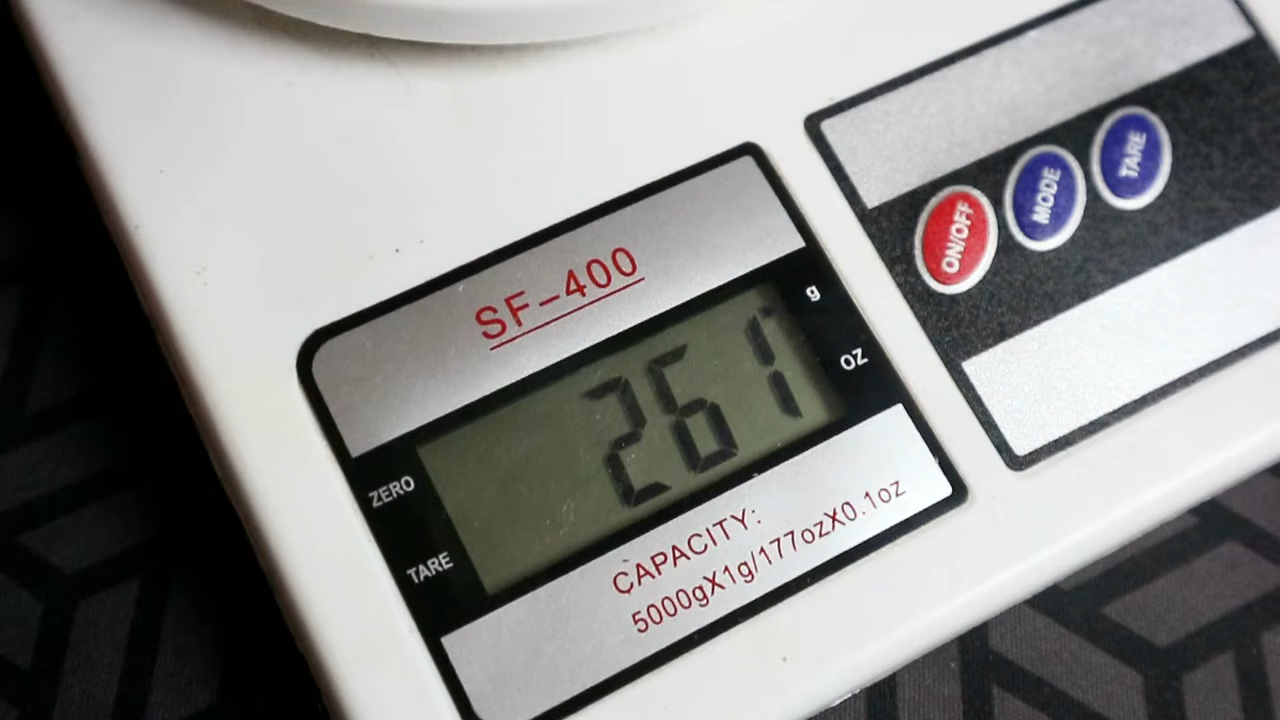 SF-400
261
g
OZ
ZERO
TARE
CAPACITY:
5000gX1g/177ozX0.1oz
ON/OFF
MODE
TARE